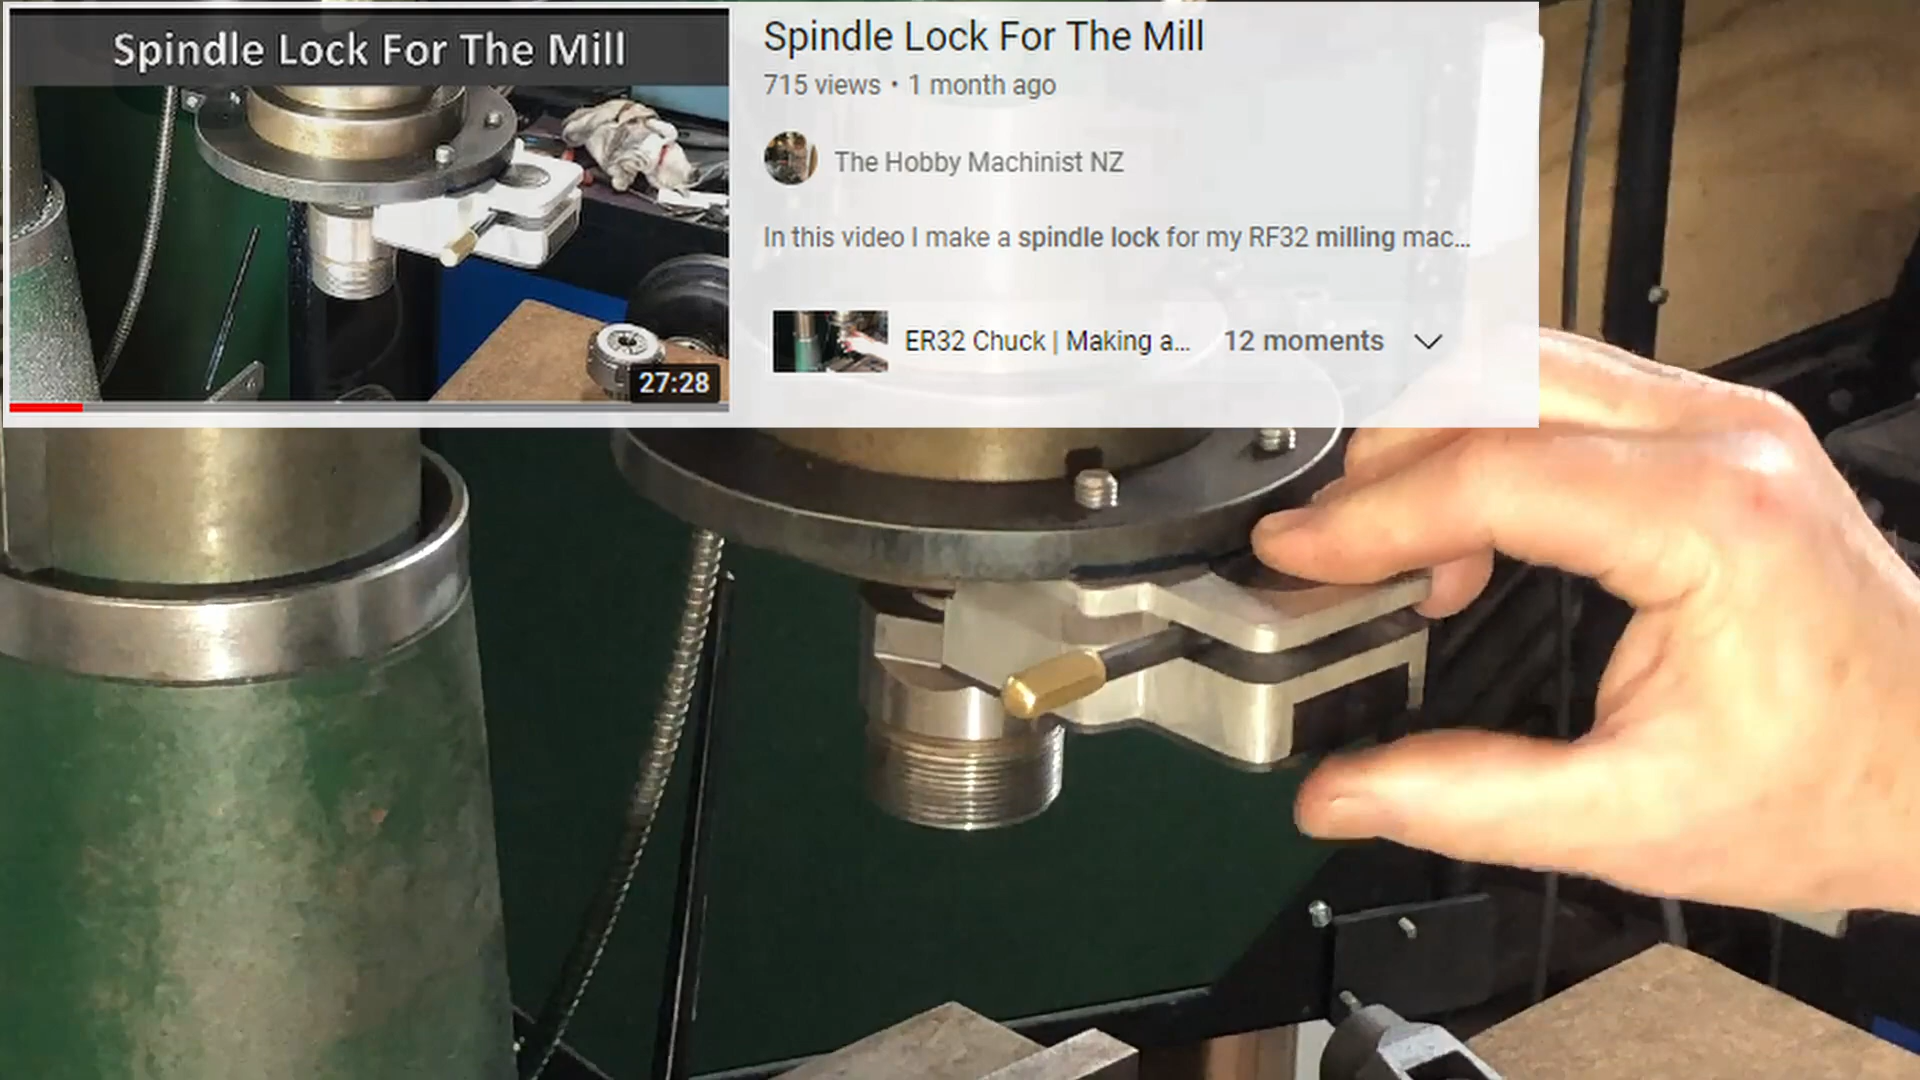 Spindle Lock For The Mill
27:28
Spindle Lock For The Mill
715 views • 1 month ago
The Hobby Machinist NZ
In this video I make a spindle lock for my RF32 milling mac...
ER32 Chuck | Making a...
12 moments